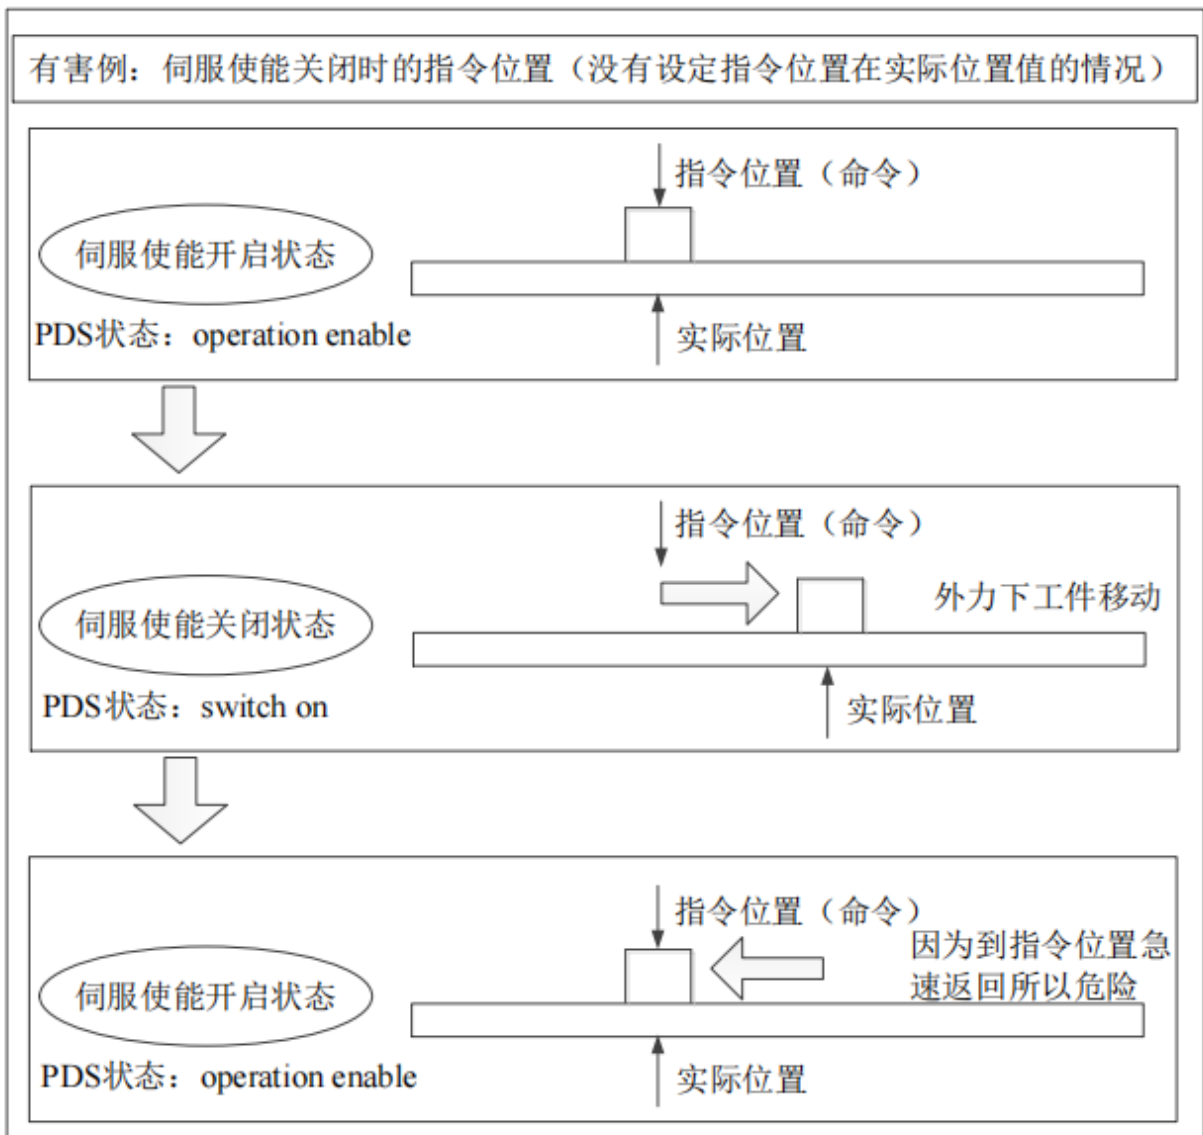 有害例：伺服使能关闭时的指令位置（没有设定指令位置在实际位置值的情况）
指令位置（命令）
伺服使能开启状态
PDS状态：operation enable
实际位置
指令位置（命令）
外力下工件移动
伺服使能关闭状态
PDS状态：switch on
实际位置
指令位置（命令）
因为到指令位置急
速返回所以危险
伺服使能开启状态
PDS状态：operation enable
实际位置